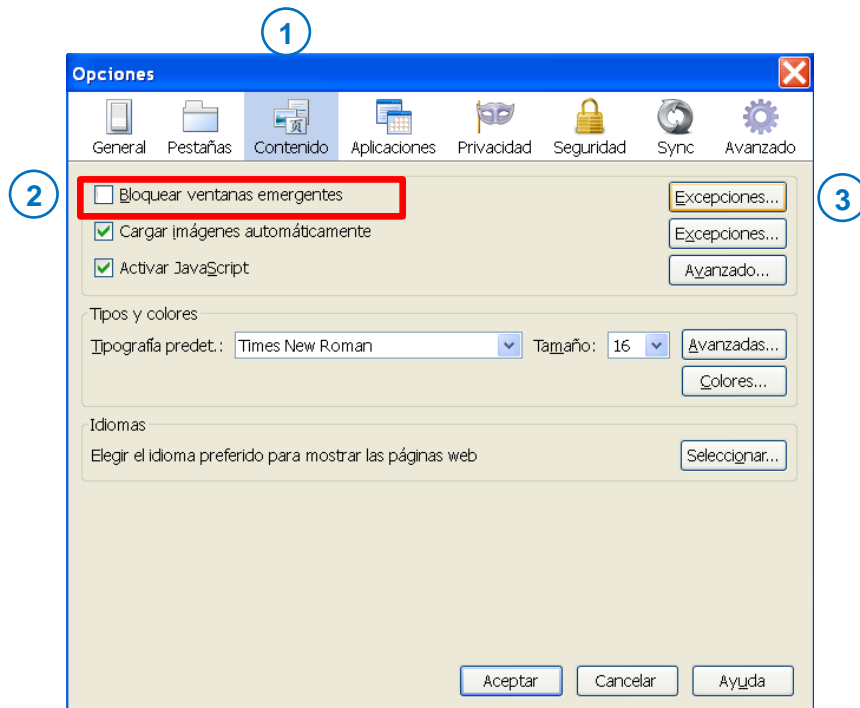 1
Opciones
General Pestañas Contenido Aplicaciones Privacidad Seguridad Sync Avanzado
2 Bloquear ventanas emergentes Excepciones... 3
Cargar imágenes automáticamente Excepciones...
Activar JavaScript Avanzado...
Tipos y colores
Tipografía predet.: Times New Roman Tamaño: 16 Avanzadas...
Colores...
Idiomas
Elegir el idioma preferido para mostrar las páginas web Seleccionar...
Aceptar Cancelar Ayuda